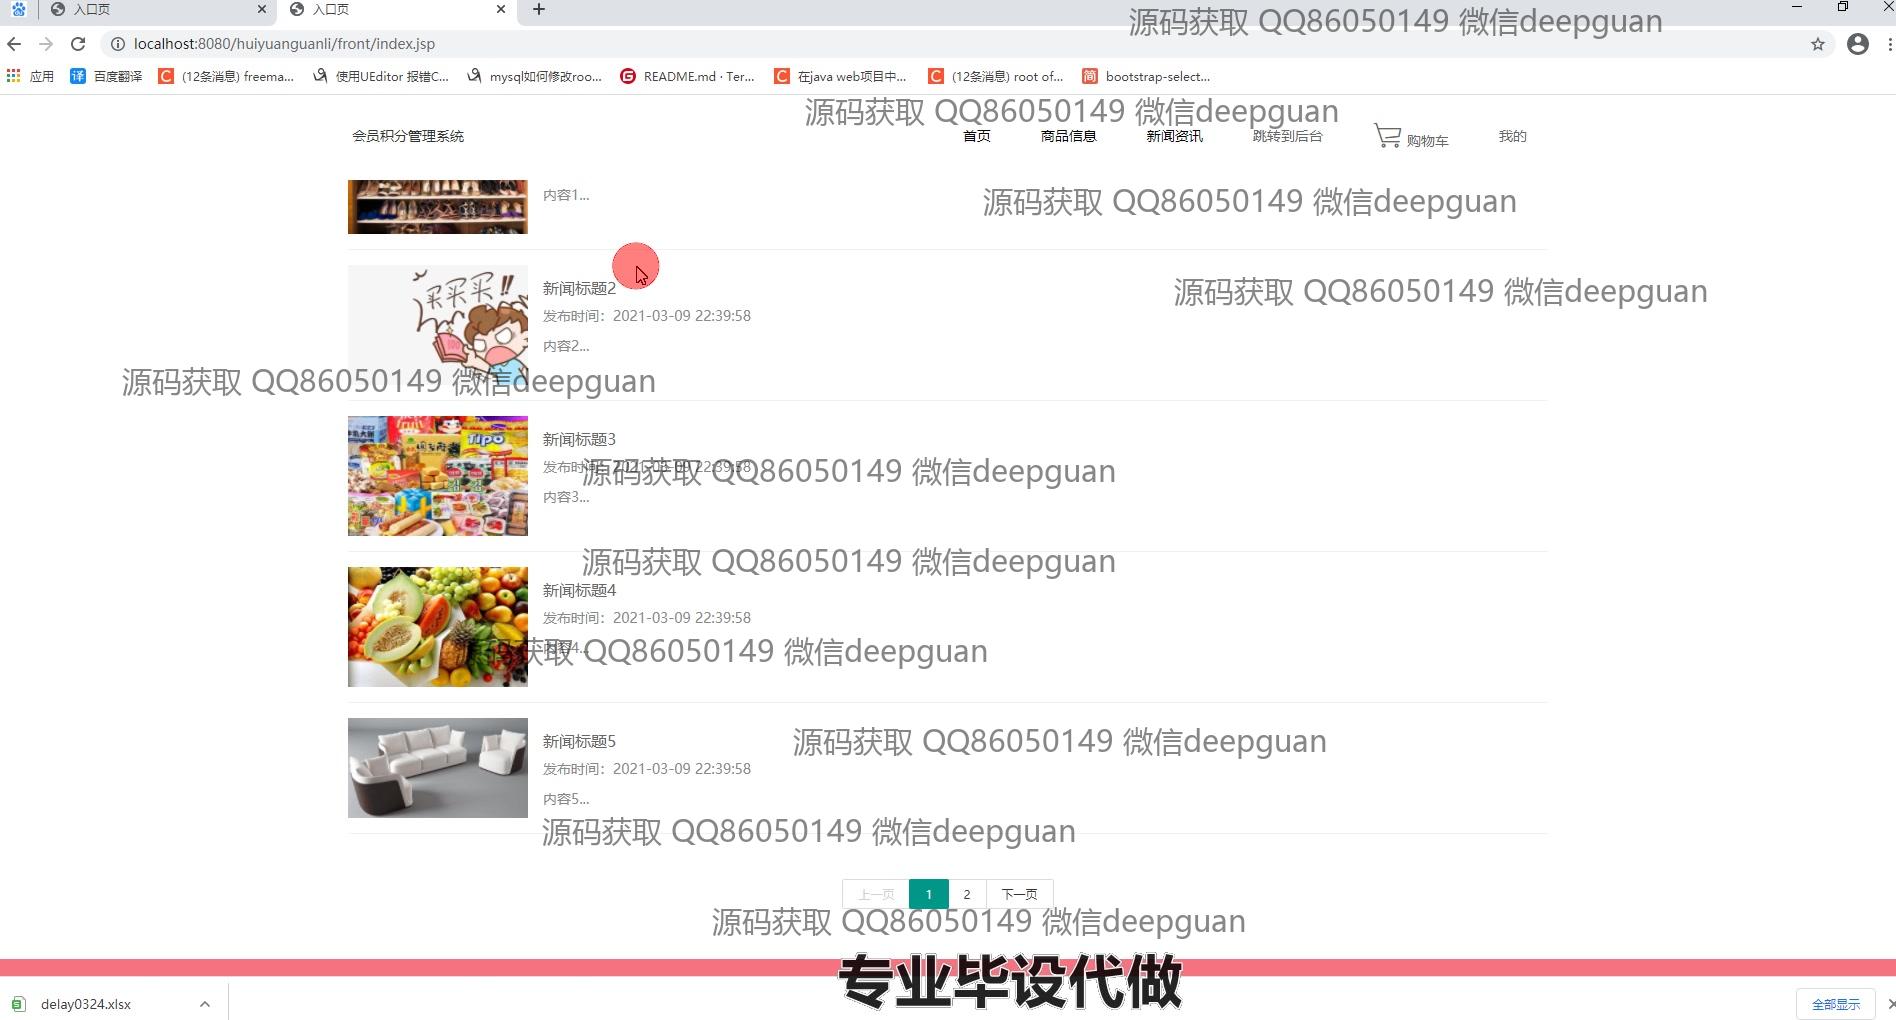 入口页
入口页
源码获取 QQ86050149 微信deepguan
localhost:8080/huiyuanguanli/front/index.jsp
应用
百度翻译
(12条消息) freema...
使用UEditor 报错C...
mysql如何修改roo...
README.md · Ter...
在java web项目中...
(12条消息) root of...
bootstrap-select...
源码获取 QQ86050149 微信deepguan
会员积分管理系统
首页
商品信息
新闻资讯
跳转到后台
购物车
我的
内容1...
源码获取 QQ86050149 微信deepguan
买买买!!
100
新闻标题2
源码获取 QQ86050149 微信deepguan
发布时间：2021-03-09 22:39:58
内容2...
源码获取 QQ86050149 微信deepguan
TIPO
新闻标题3
发布时间：2021-03-09 22:39:58
源码获取 QQ86050149 微信deepguan
内容3...
源码获取 QQ86050149 微信deepguan
新闻标题4
发布时间：2021-03-09 22:39:58
内容4...
源码获取 QQ86050149 微信deepguan
新闻标题5
源码获取 QQ86050149 微信deepguan
发布时间：2021-03-09 22:39:58
内容5...
源码获取 QQ86050149 微信deepguan
上一页
1
2
下一页
源码获取 QQ86050149 微信deepguan
专业毕设代做
delay0324.xlsx
全部显示